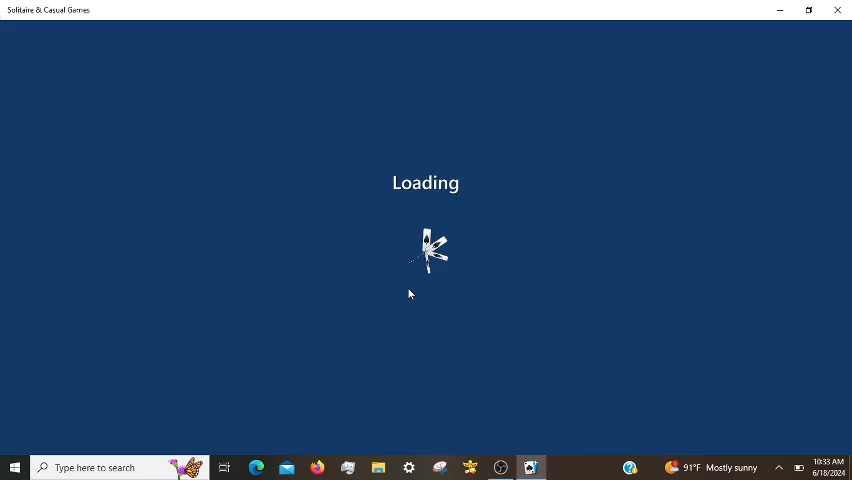 Solitaire & Casual Games
Loading
Type here to search
91°F Mostly sunny
10:33 AM
6/18/2024